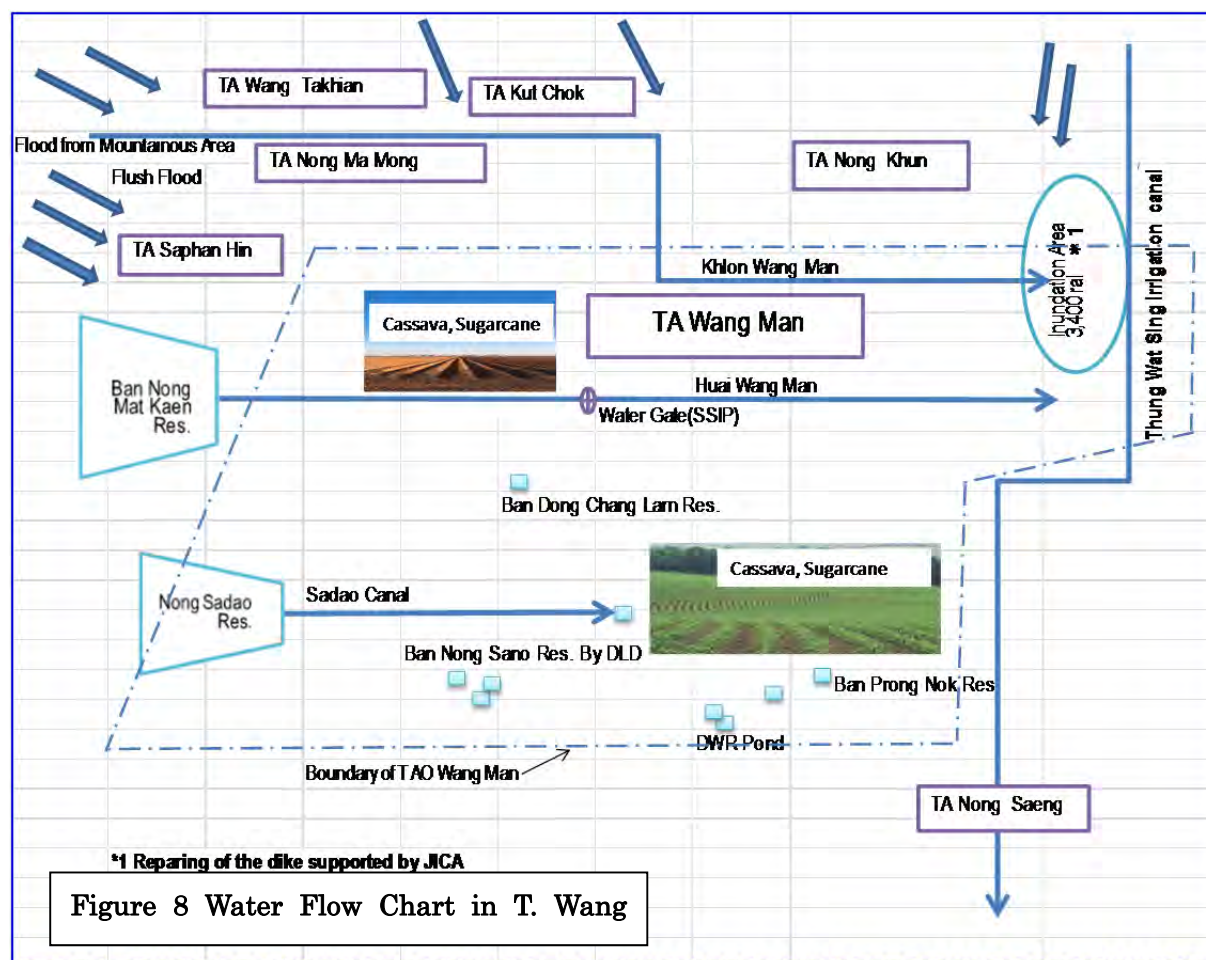 TA Wang Takhian
TA Kut Chok
Flood from Mountainous Area
TA Nong Ma Mong
TA Nong Khun
Flush Flood
TA Saphan Hin
Khlon Wang Man
Inundation Area
3,400 rai *1
Thung Wat Sing Irrigation canal
Cassava, Sugarcane
TA Wang Man
Ban Nong
Mat Kaen
Res.
Huai Wang Man
Water Gate(SSIP)
Ban Dong Chang Lam Res.
Cassava, Sugarcane
Nong Sadao
Res.
Sadao Canal
Ban Nong Sano Res. By DLD
Ban Prong Nok Res
DWR Pond
Boundary of TAO Wang Man
TA Nong Saeng
*1 Reparing of the dike supported by JICA
Figure 8 Water Flow Chart in T. Wang